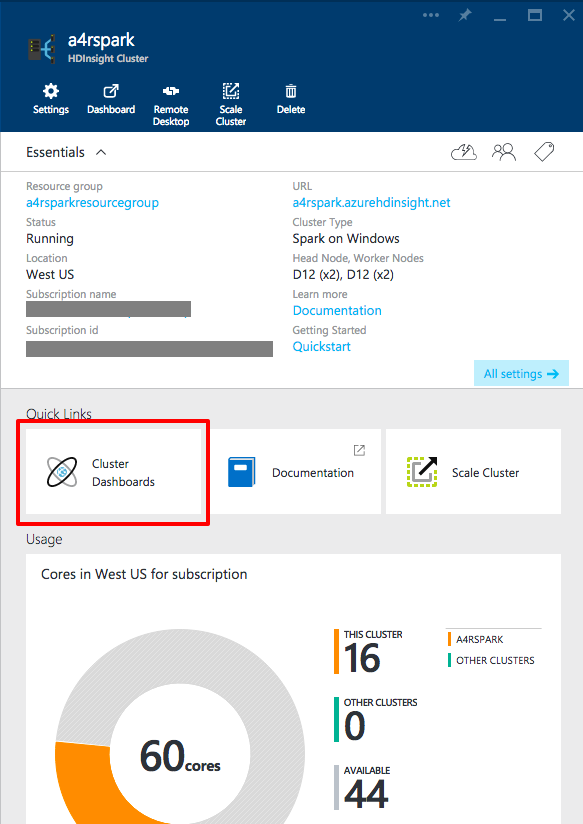 a4rspark
HDInsight Cluster
Settings
Dashboard
Remote
Desktop
Scale
Cluster
Delete
Essentials
Resource group
a4rsparkresourcegroup
URL
a4rspark.azurehdinsight.net
Status
Running
Cluster Type
Spark on Windows
Location
West US
Head Node, Worker Nodes
D12 (x2), D12 (x2)
Subscription name
Learn more
Documentation
Subscription id
Getting Started
Quickstart
All settings
Quick Links
Cluster
Dashboards
Documentation
Scale Cluster
Usage
Cores in West US for subscription
60 cores
THIS CLUSTER
16
OTHER CLUSTERS
0
AVAILABLE
44
A4RSPARK
OTHER CLUSTERS